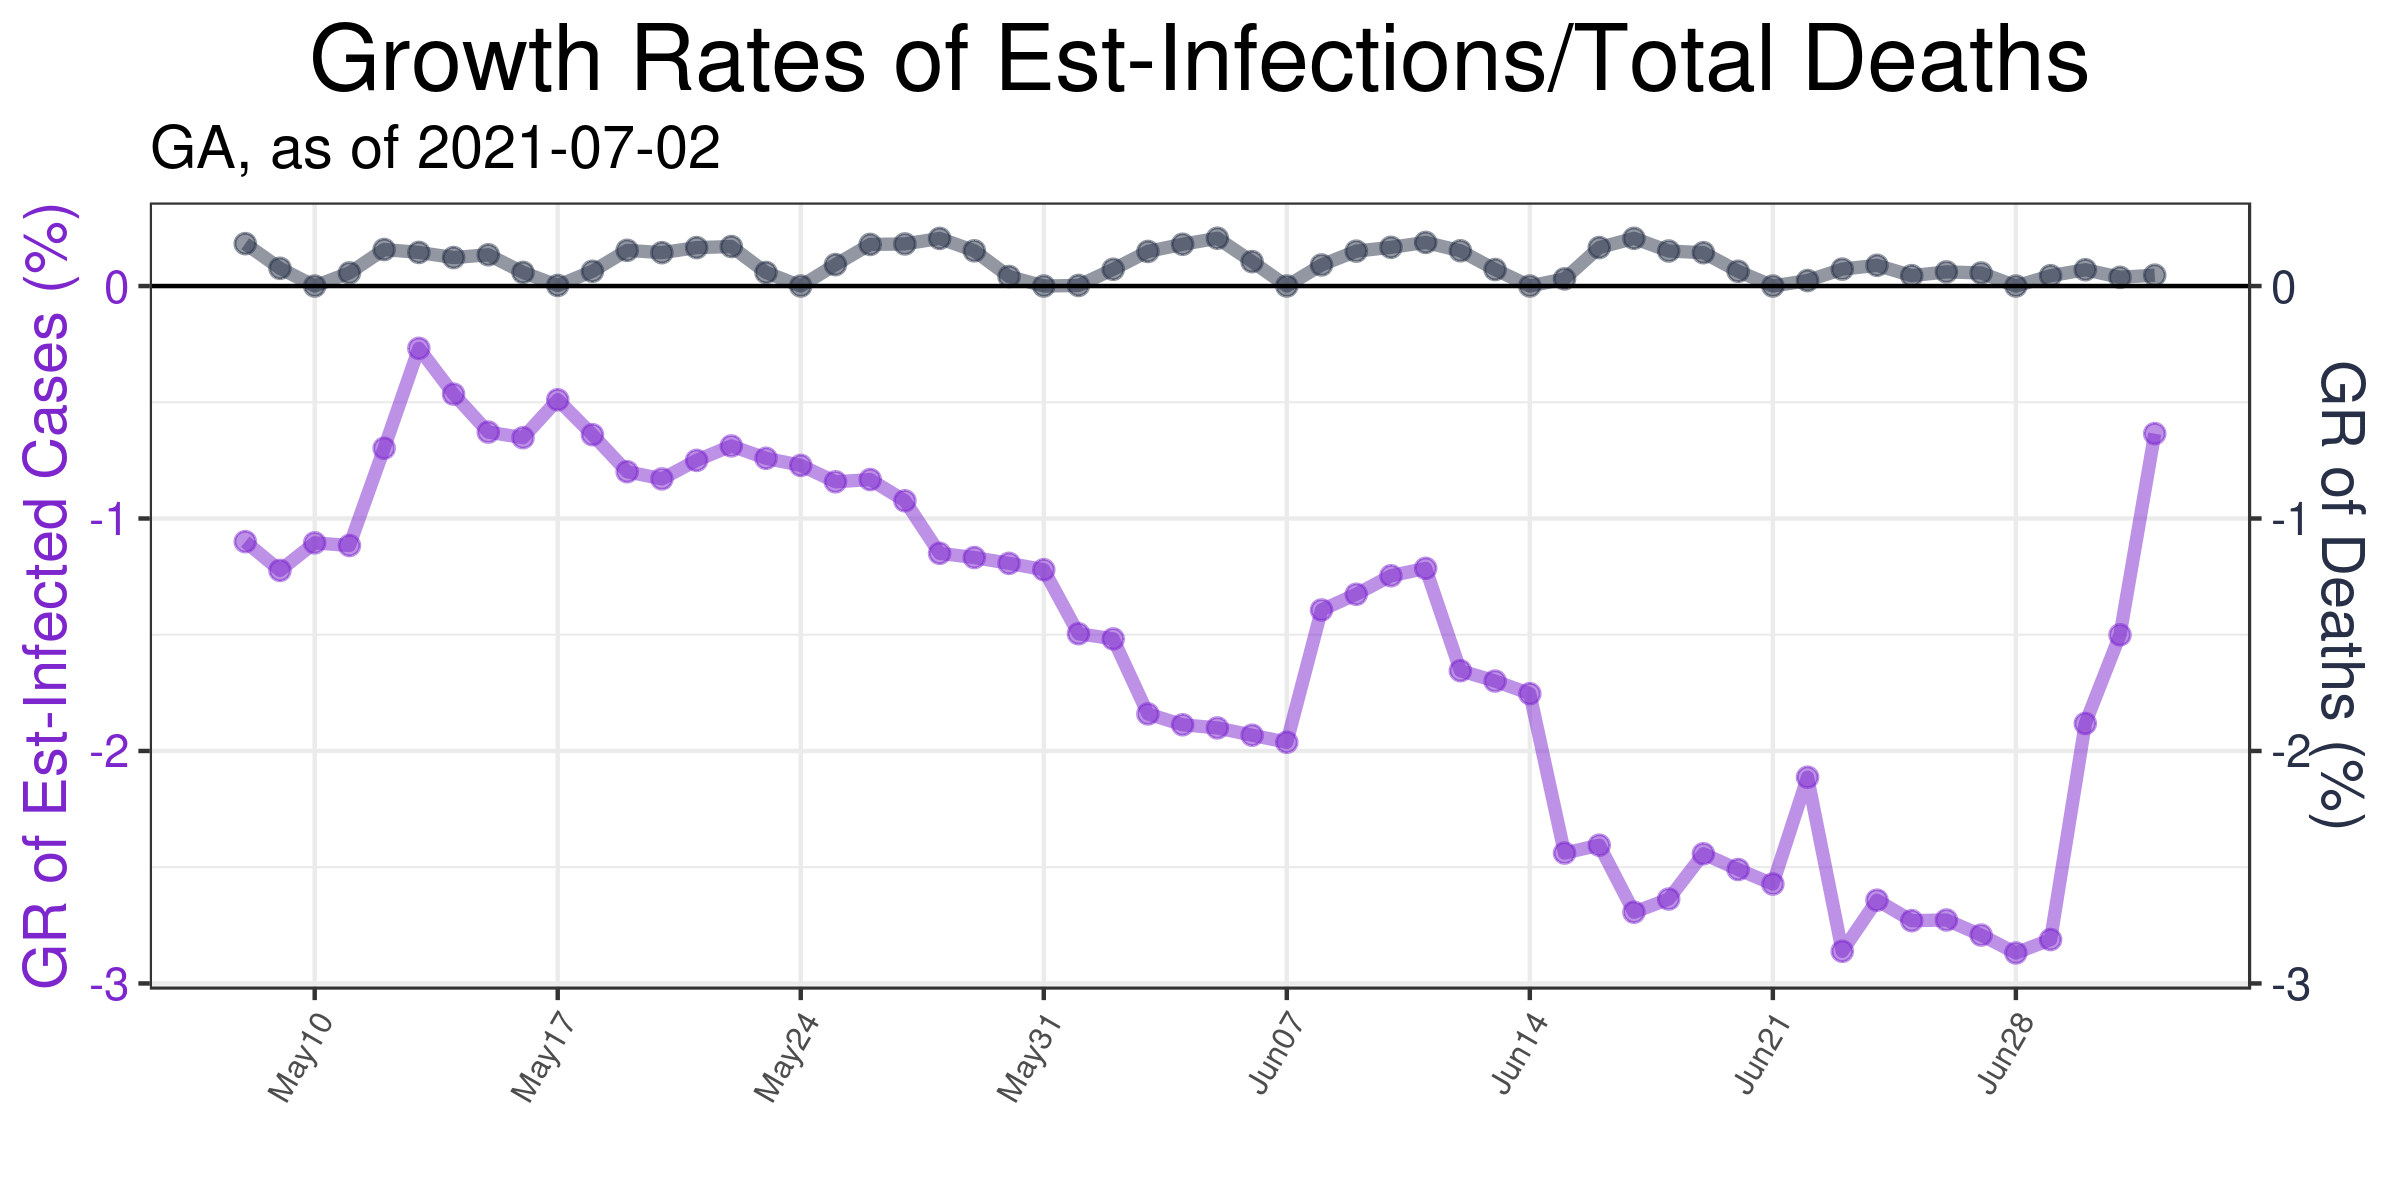 Growth Rates of Est-Infections/Total Deaths
GA, as of 2021-07-02
GR of Est-Infected Cases (%)
0
-1
-2
-3
0
-1
-2
-3
GR of Deaths (%)
May10
May17
May24
May31
Jun07
Jun14
Jun21
Jun28